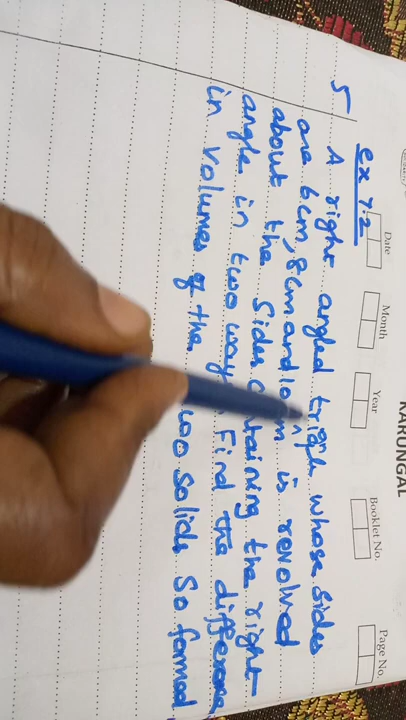 KARUNGAL
Date
Month
Year
Booklet No.
Page No.
ex 7.2
5 A right angled triangle whose sides
are 6cm, 8cm and 10cm is revolved
about the sides containing the right
angle in two ways. Find the difference
in volumes of the two solids so formed